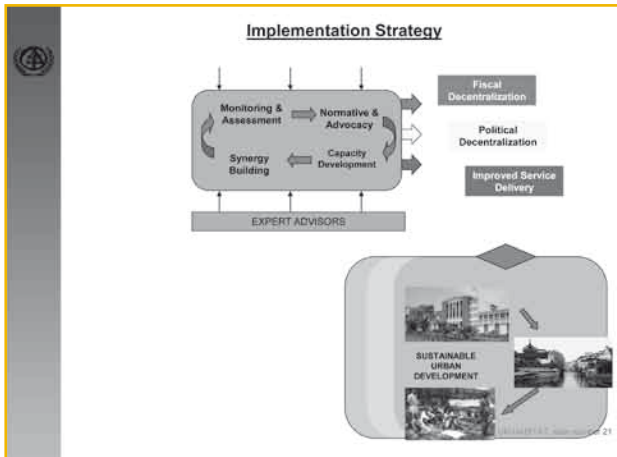 Implementation Strategy
Monitoring &
Assessment
Normative &
Advocacy
Synergy
Building
Capacity
Development
Fiscal
Decentralization
Political
Decentralization
Improved Service
Delivery
EXPERT ADVISORS
SUSTAINABLE
URBAN
DEVELOPMENT
21